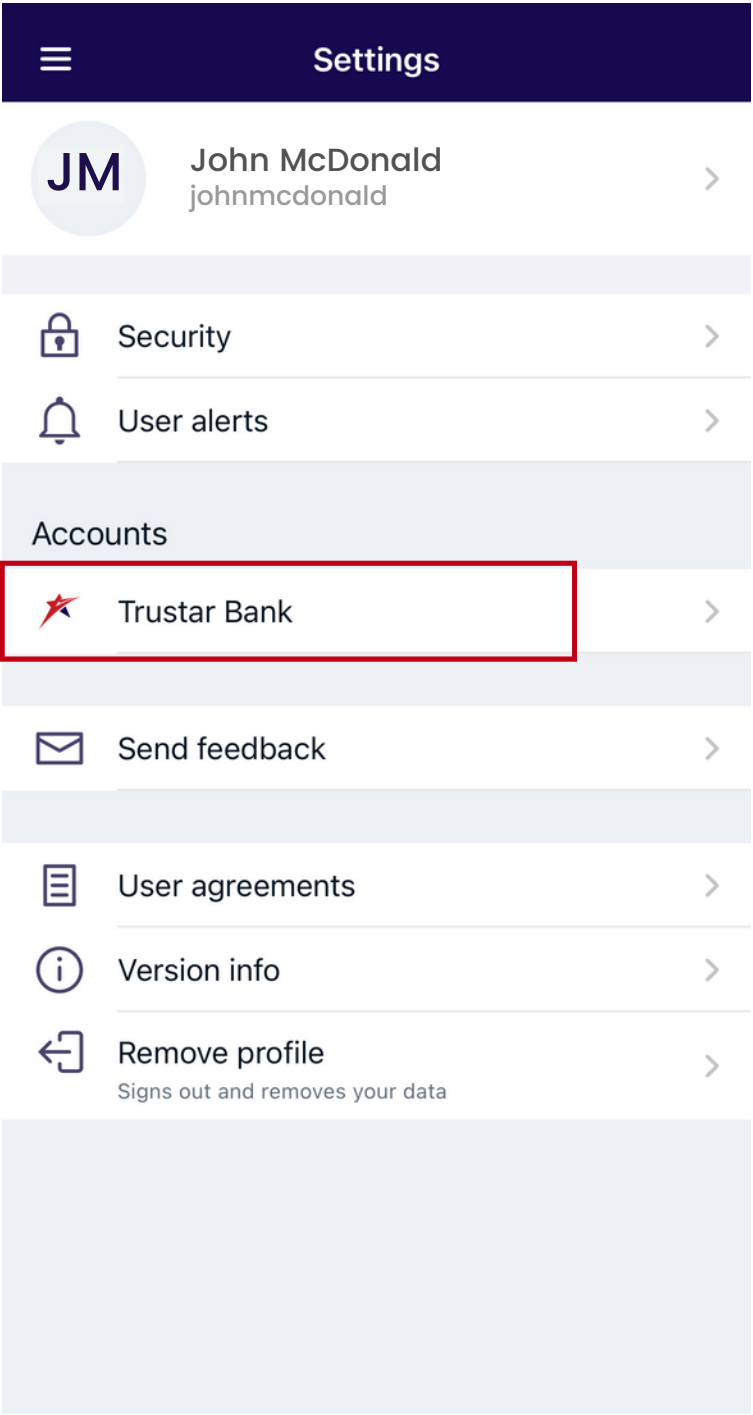 Settings
JM
John McDonald
johnmcdonald
Security
User alerts
Accounts
Trustar Bank
Send feedback
User agreements
Version info
Remove profile
Signs out and removes your data